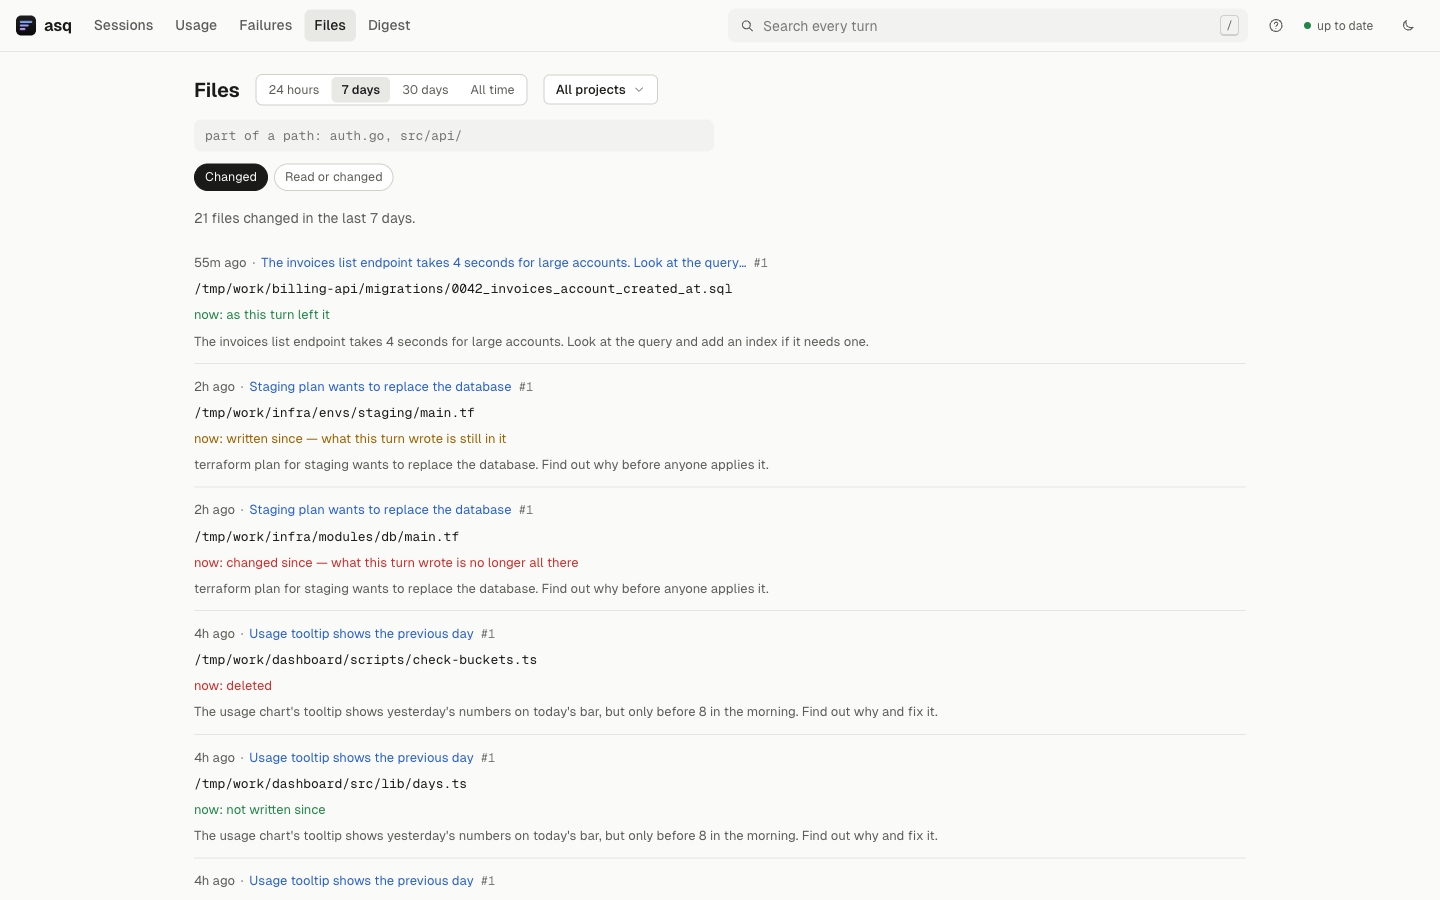 asq Sessions Usage Failures Files Digest Search every turn / up to date
Files 24 hours 7 days 30 days All time All projects
part of a path: auth.go, src/api/
Changed Read or changed
21 files changed in the last 7 days.
55m ago · The invoices list endpoint takes 4 seconds for large accounts. Look at the query… #1
/tmp/work/billing-api/migrations/0042_invoices_account_created_at.sql
now: as this turn left it
The invoices list endpoint takes 4 seconds for large accounts. Look at the query and add an index if it needs one.
2h ago · Staging plan wants to replace the database #1
/tmp/work/infra/envs/staging/main.tf
now: written since — what this turn wrote is still in it
terraform plan for staging wants to replace the database. Find out why before anyone applies it.
2h ago · Staging plan wants to replace the database #1
/tmp/work/infra/modules/db/main.tf
now: changed since — what this turn wrote is no longer all there
terraform plan for staging wants to replace the database. Find out why before anyone applies it.
4h ago · Usage tooltip shows the previous day #1
/tmp/work/dashboard/scripts/check-buckets.ts
now: deleted
The usage chart's tooltip shows yesterday's numbers on today's bar, but only before 8 in the morning. Find out why and fix it.
4h ago · Usage tooltip shows the previous day #1
/tmp/work/dashboard/src/lib/days.ts
now: not written since
The usage chart's tooltip shows yesterday's numbers on today's bar, but only before 8 in the morning. Find out why and fix it.
4h ago · Usage tooltip shows the previous day #1